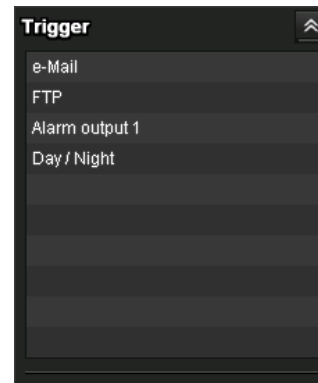 Trigger
e-Mail
FTP
Alarm output 1
Day / Night